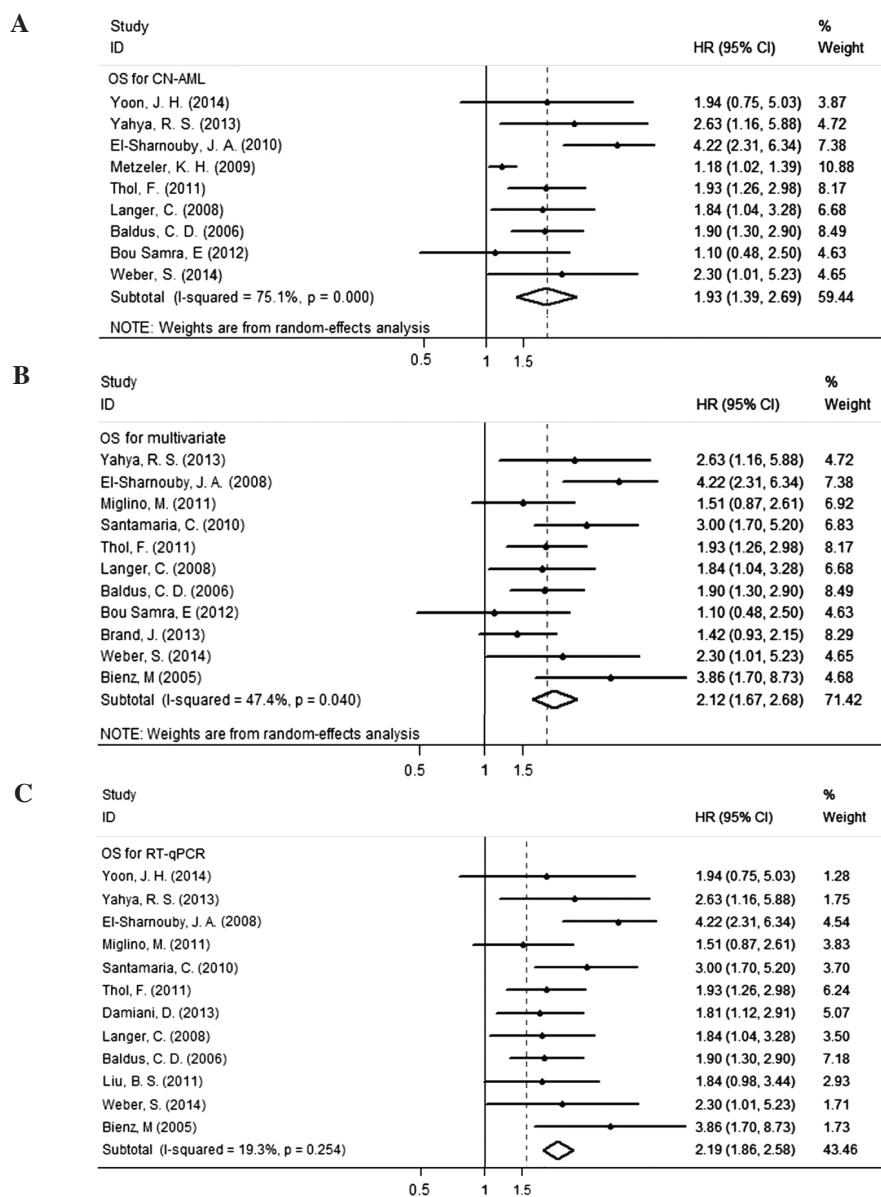 A
Study %
ID HR (95% CI) Weight
OS for CN-AML
Yoon, J. H. (2014) 1.94 (0.75, 5.03) 3.87
Yahya, R. S. (2013) 2.63 (1.16, 5.88) 4.72
El-Sharnouby, J. A. (2010) 4.22 (2.31, 6.34) 7.38
Metzeler, K. H. (2009) 1.18 (1.02, 1.39) 10.88
Thol, F. (2011) 1.93 (1.26, 2.98) 8.17
Langer, C. (2008) 1.84 (1.04, 3.28) 6.68
Baldus, C. D. (2006) 1.90 (1.30, 2.90) 8.49
Bou Samra, E (2012) 1.10 (0.48, 2.50) 4.63
Weber, S. (2014) 2.30 (1.01, 5.23) 4.65
Subtotal (I-squared = 75.1%, p = 0.000) 1.93 (1.39, 2.69) 59.44
NOTE: Weights are from random-effects analysis
0.5 1 1.5
B
Study %
ID HR (95% CI) Weight
OS for multivariate
Yahya, R. S. (2013) 2.63 (1.16, 5.88) 4.72
El-Sharnouby, J. A. (2008) 4.22 (2.31, 6.34) 7.38
Miglino, M. (2011) 1.51 (0.87, 2.61) 6.92
Santamaria, C. (2010) 3.00 (1.70, 5.20) 6.83
Thol, F. (2011) 1.93 (1.26, 2.98) 8.17
Langer, C. (2008) 1.84 (1.04, 3.28) 6.68
Baldus, C. D. (2006) 1.90 (1.30, 2.90) 8.49
Bou Samra, E (2012) 1.10 (0.48, 2.50) 4.63
Brand, J. (2013) 1.42 (0.93, 2.15) 8.29
Weber, S. (2014) 2.30 (1.01, 5.23) 4.65
Bienz, M (2005) 3.86 (1.70, 8.73) 4.68
Subtotal (I-squared = 47.4%, p = 0.040) 2.12 (1.67, 2.68) 71.42
NOTE: Weights are from random-effects analysis
0.5 1 1.5
C
Study %
ID HR (95% CI) Weight
OS for RT-qPCR
Yoon, J. H. (2014) 1.94 (0.75, 5.03) 1.28
Yahya, R. S. (2013) 2.63 (1.16, 5.88) 1.75
El-Sharnouby, J. A. (2008) 4.22 (2.31, 6.34) 4.54
Miglino, M. (2011) 1.51 (0.87, 2.61) 3.83
Santamaria, C. (2010) 3.00 (1.70, 5.20) 3.70
Thol, F. (2011) 1.93 (1.26, 2.98) 6.24
Damiani, D. (2013) 1.81 (1.12, 2.91) 5.07
Langer, C. (2008) 1.84 (1.04, 3.28) 3.50
Baldus, C. D. (2006) 1.90 (1.30, 2.90) 7.18
Liu, B. S. (2011) 1.84 (0.98, 3.44) 2.93
Weber, S. (2014) 2.30 (1.01, 5.23) 1.71
Bienz, M (2005) 3.86 (1.70, 8.73) 1.73
Subtotal (I-squared = 19.3%, p = 0.254) 2.19 (1.86, 2.58) 43.46
0.5 1 1.5